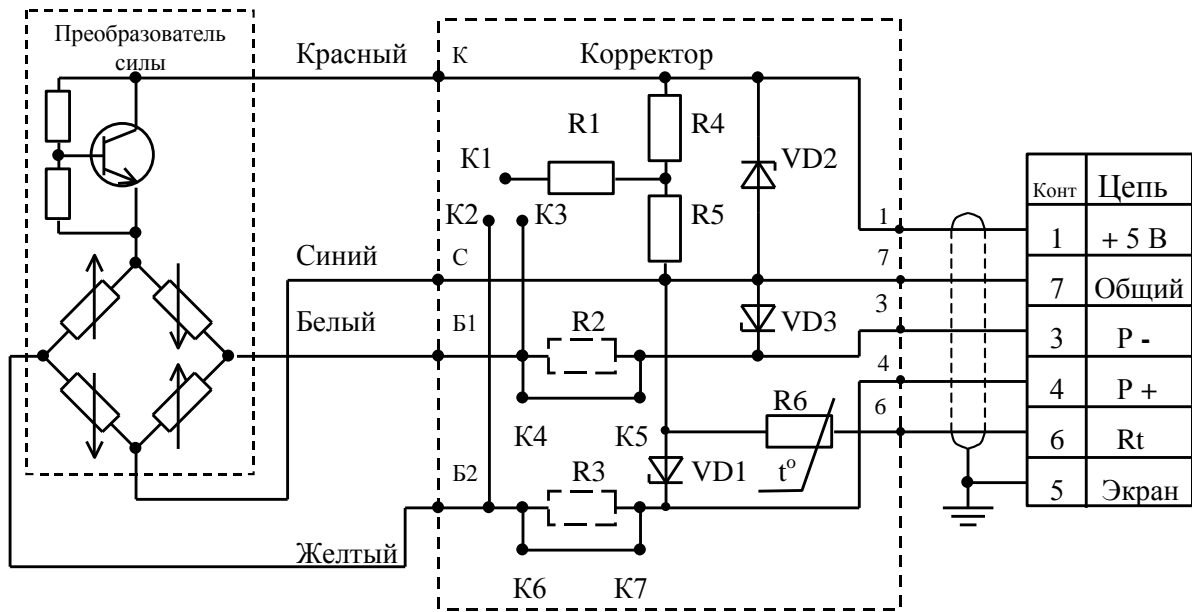 Преобразователь
силы
Красный
К
Корректор
R1
R4
К1
VD2
К2
К3
R5
Синий
С
Белый
Б1
R2
VD3
К4
К5
R6
Б2
R3
VD1
t°
Желтый
К6
К7
1
7
3
4
6
Конт Цепь
1 + 5 В
7 Общий
3 Р -
4 Р +
6 Rt
5 Экран